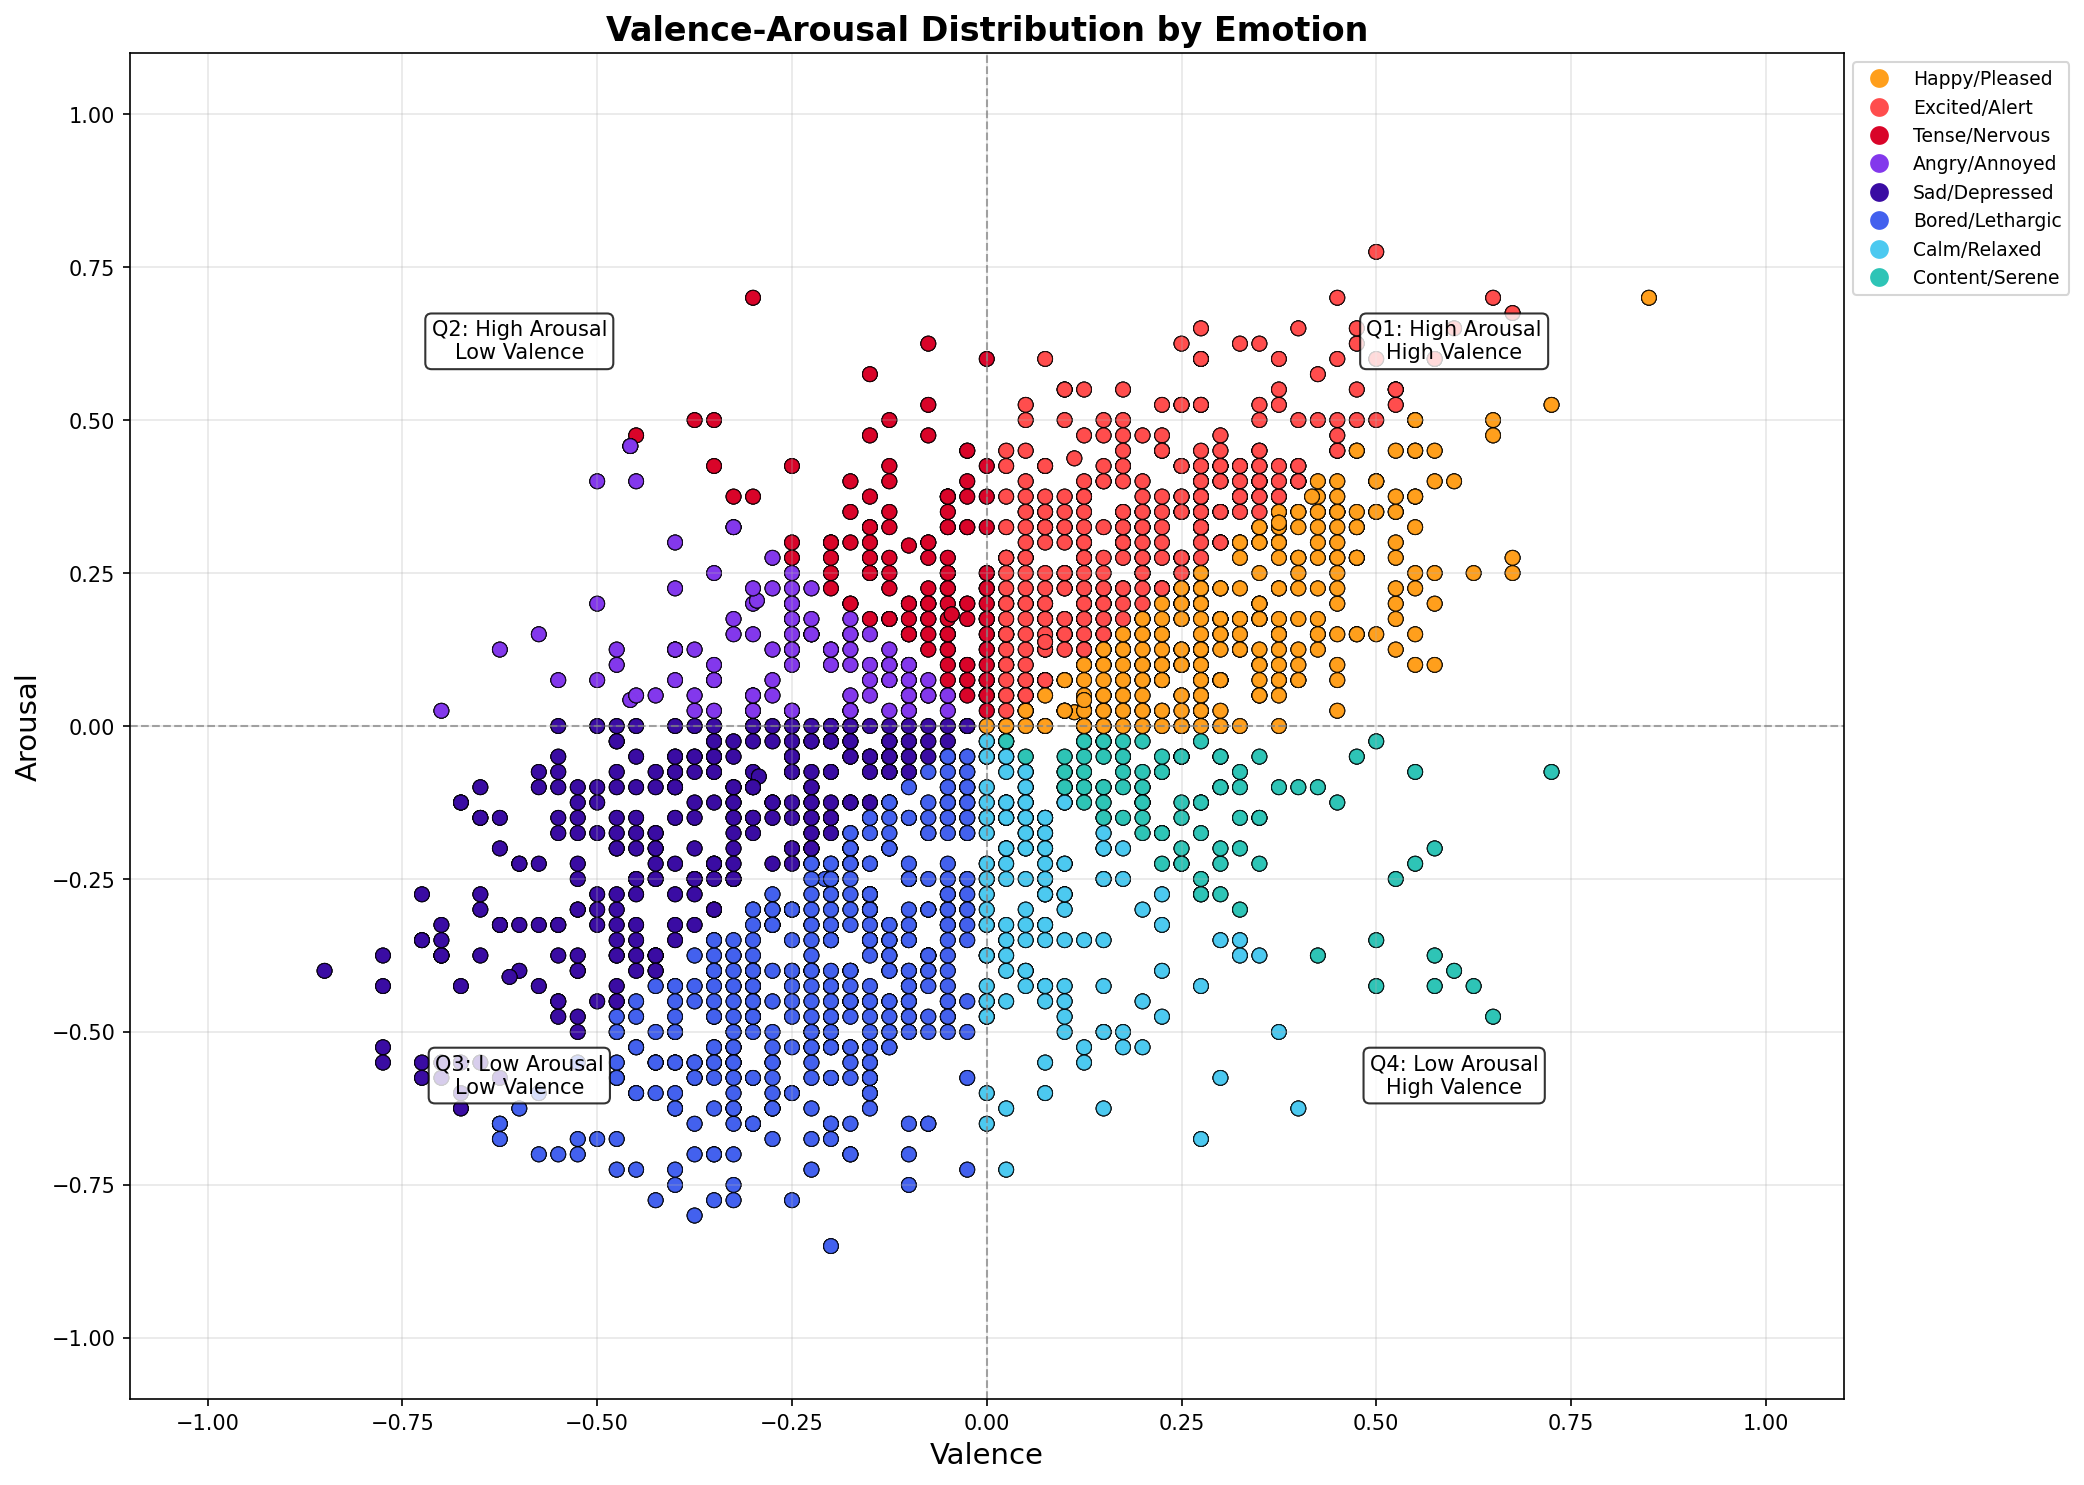 Valence-Arousal Distribution by Emotion
Happy/Pleased
Excited/Alert
Tense/Nervous
Angry/Annoyed
Sad/Depressed
Bored/Lethargic
Calm/Relaxed
Content/Serene
Q2: High Arousal
Low Valence
Q1: High Arousal
High Valence
Q3: Low Arousal
Low Valence
Q4: Low Arousal
High Valence
Arousal
1.00
0.75
0.50
0.25
0.00
−0.25
−0.50
−0.75
−1.00
−1.00
−0.75
−0.50
−0.25
0.00
0.25
0.50
0.75
1.00
Valence